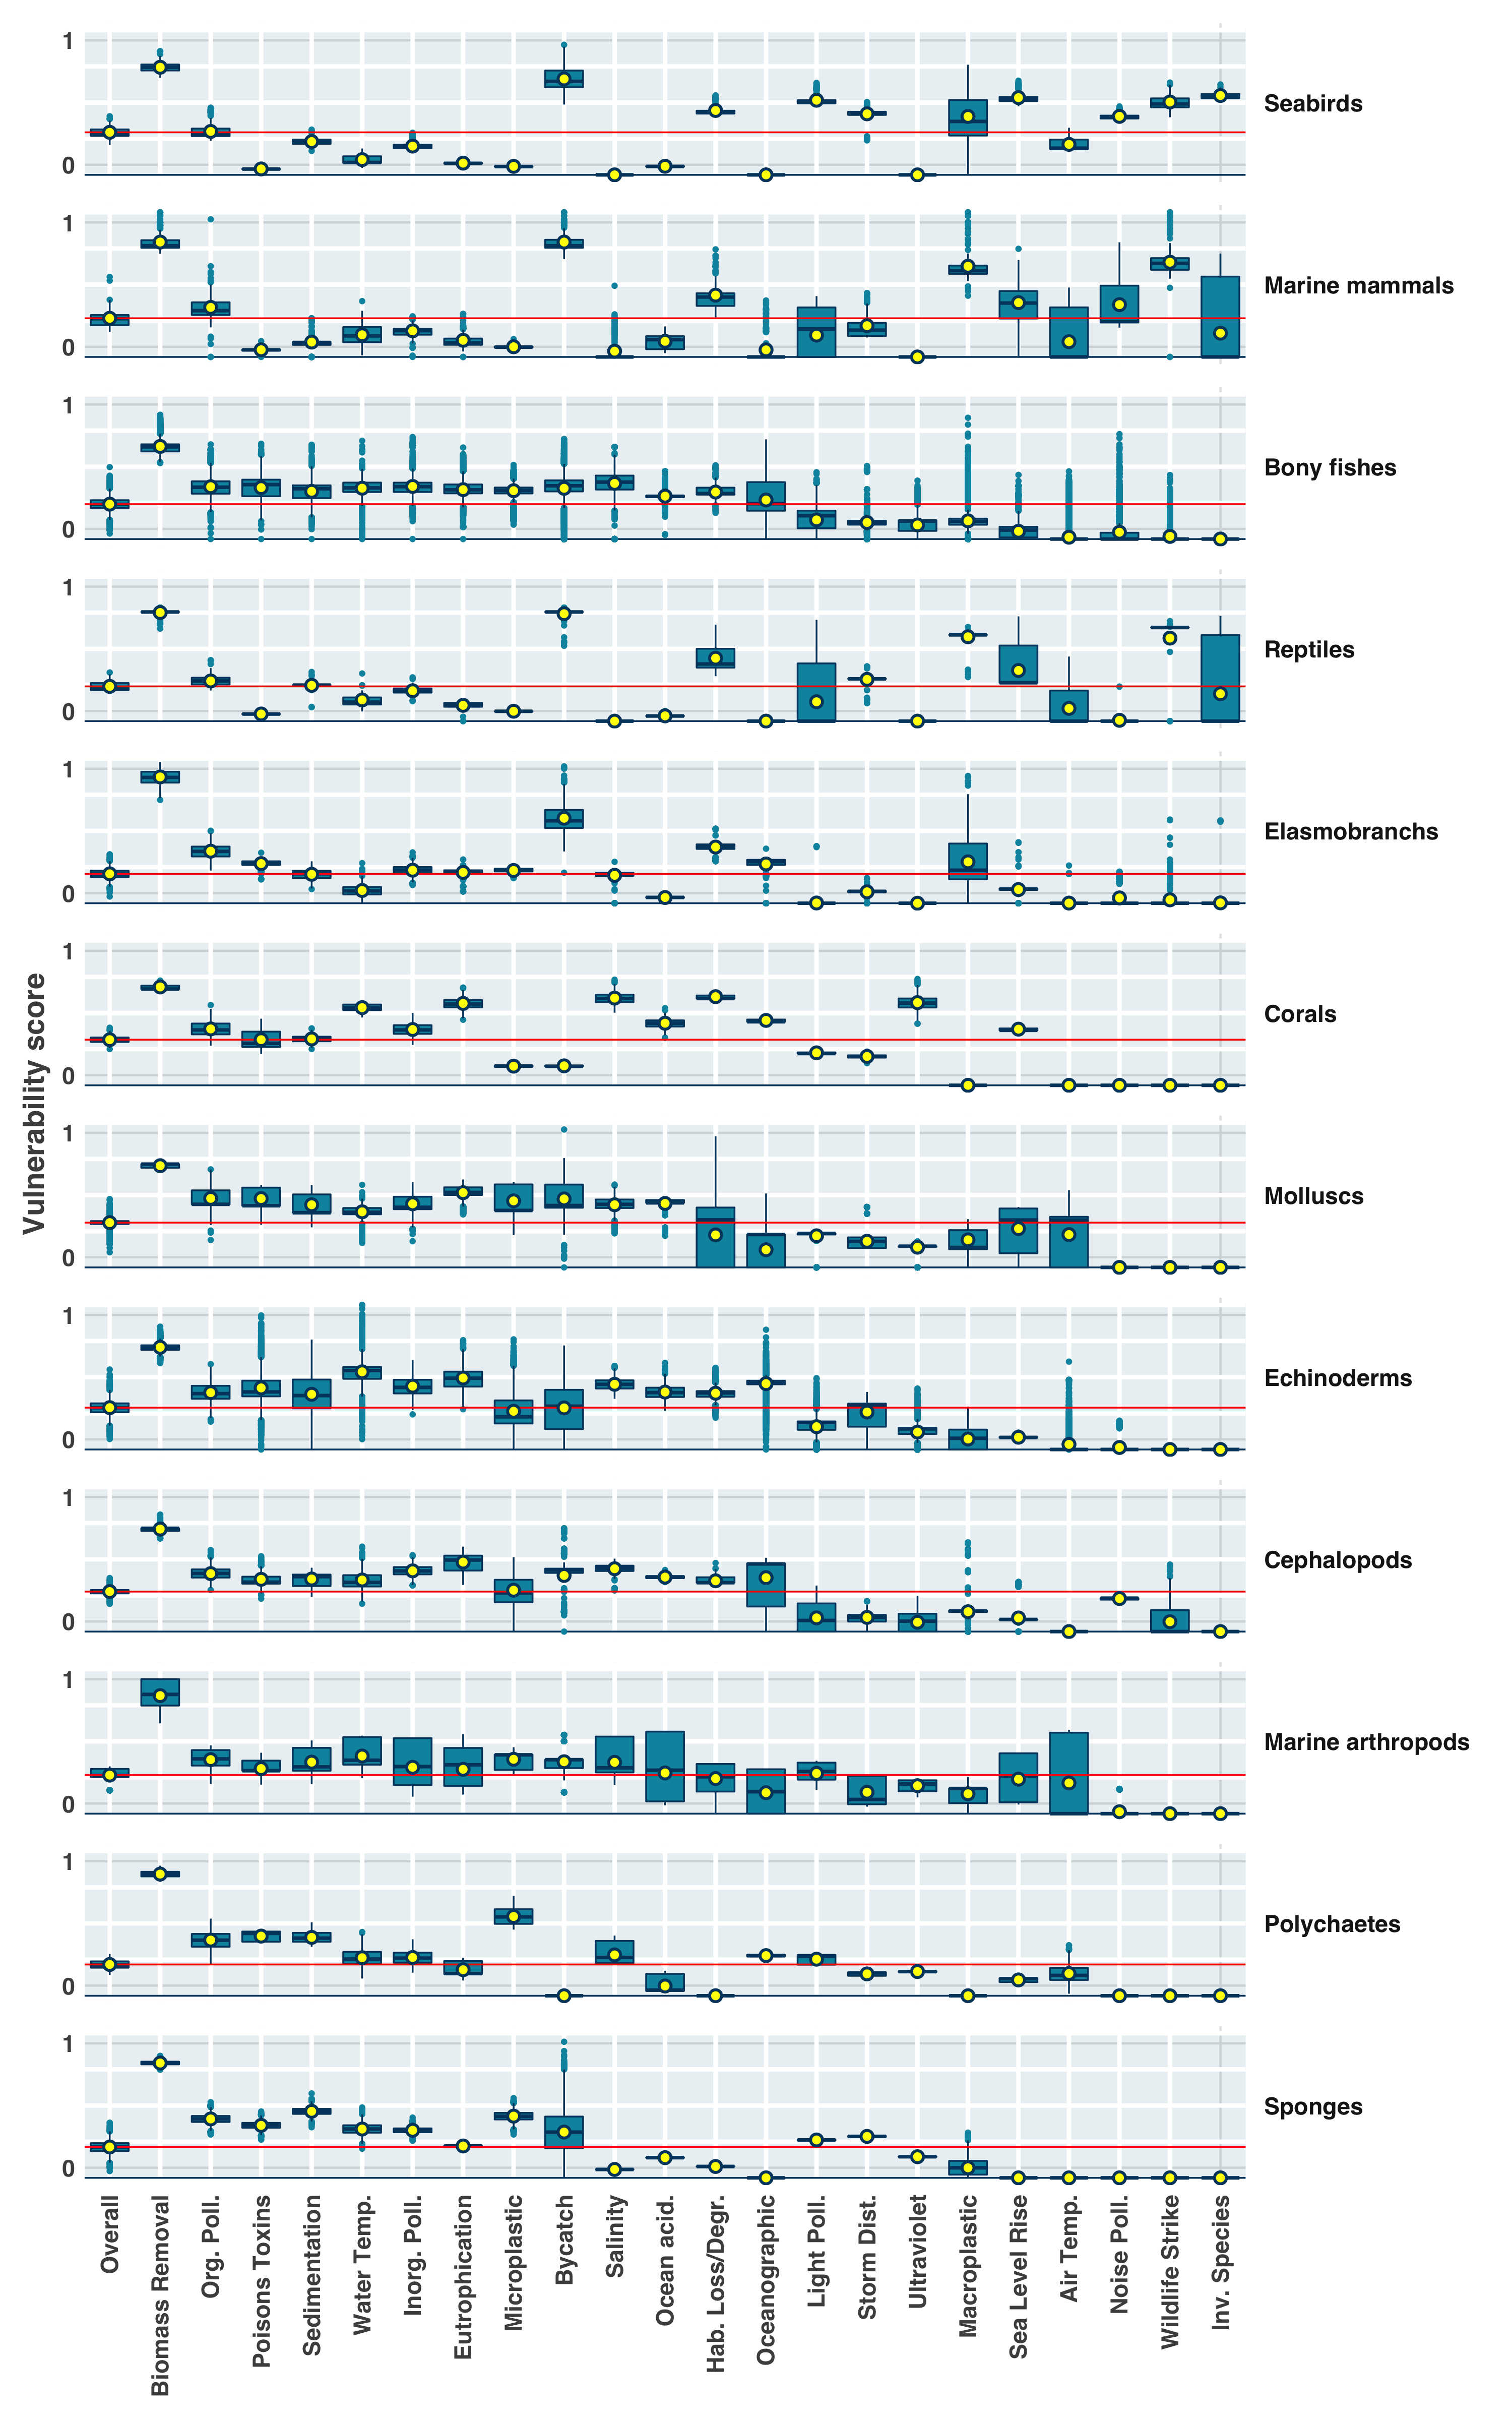 Vulnerability score
1
0
Seabirds
1
0
Marine mammals
1
0
Bony fishes
1
0
Reptiles
1
0
Elasmobranchs
1
0
Corals
1
0
Molluscs
1
0
Echinoderms
1
0
Cephalopods
1
0
Marine arthropods
1
0
Polychaetes
1
0
Sponges
Overall
Biomass Removal
Org. Poll.
Poisons Toxins
Sedimentation
Water Temp.
Inorg. Poll.
Eutrophication
Microplastic
Bycatch
Salinity
Ocean acid.
Hab. Loss/Degr.
Oceanographic
Light Poll.
Storm Dist.
Ultraviolet
Macroplastic
Sea Level Rise
Air Temp.
Noise Poll.
Wildlife Strike
Inv. Species